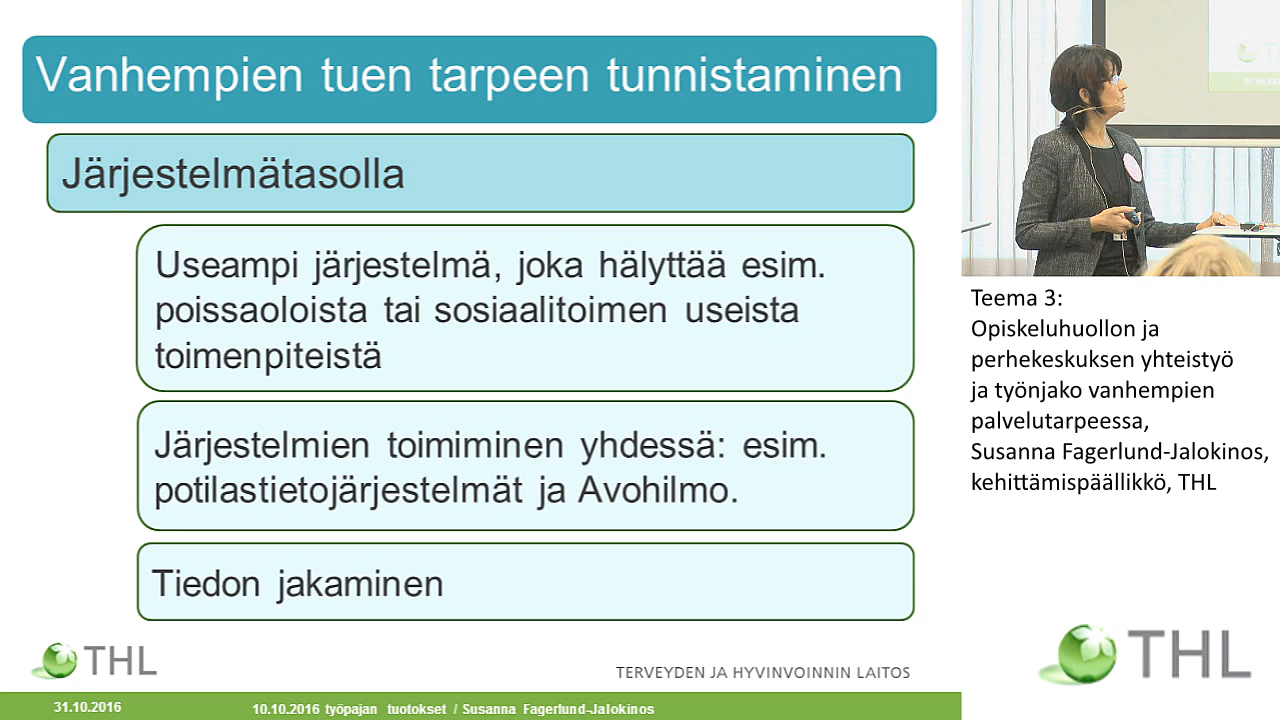 Vanhempien tuen tarpeen tunnistaminen
Järjestelmätasolla
Useampi järjestelmä, joka hälyttää esim.
poissaoloista tai sosiaalitoimen useista
toimenpiteistä
Järjestelmien toimiminen yhdessä: esim.
potilastietojärjestelmät ja Avohilmo.
Tiedon jakaminen
THL
TERVEYDEN JA HYVINVOINNIN LAITOS
31.10.2016
10.10.2016 työpajan tuotokset / Susanna Fagerlund-Jalokinos
Teema 3:
Opiskeluhuollon ja
perhekeskuksen yhteistyö
ja työnjako vanhempien
palvelutarpeessa,
Susanna Fagerlund-Jalokinos,
kehittämispäällikkö, THL
THL